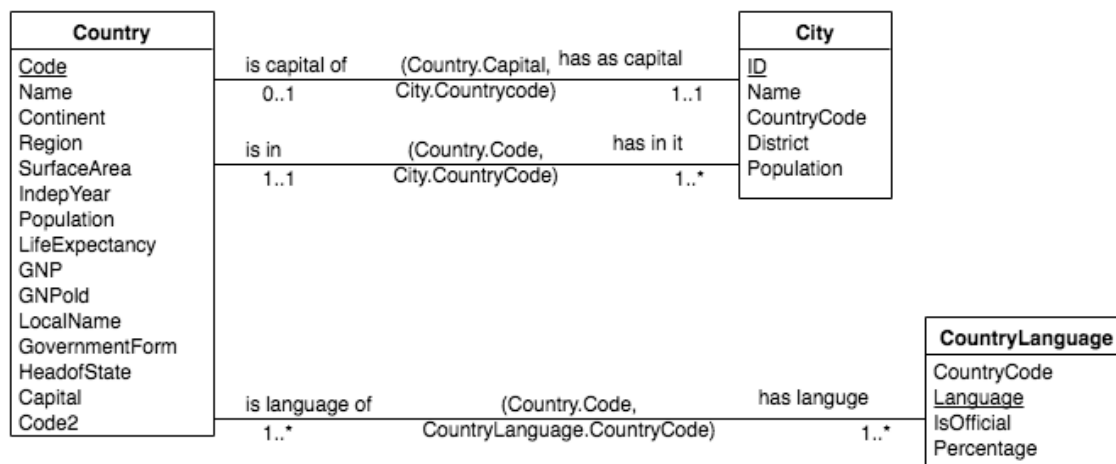 Country
Code
Name
Continent
Region
SurfaceArea
IndepYear
Population
LifeExpectancy
GNP
GNPold
LocalName
GovernmentForm
HeadofState
Capital
Code2
is capital of
(Country.Capital,
City.Countrycode)
has as capital
0..1
1..1
is in
(Country.Code,
City.CountryCode)
has in it
1..1
1..*
City
ID
Name
CountryCode
District
Population
is language of
(Country.Code,
CountryLanguage.CountryCode)
has languge
1..*
1..*
CountryLanguage
CountryCode
Language
IsOfficial
Percentage